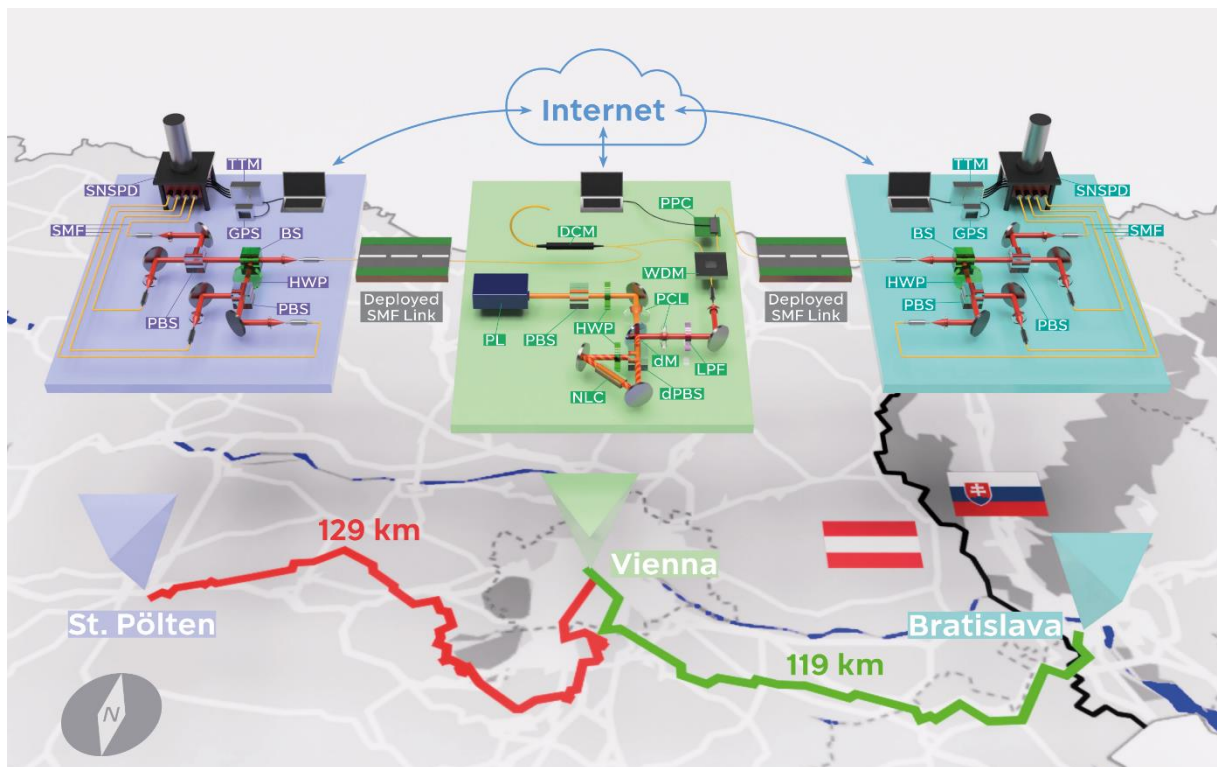 Internet
TTM
SNSPD
SMF
GPS
BS
HWP
PBS
PBS
Deployed
SMF Link
DCM
PPC
WDM
PL
PBS
HWP
PCL
dM
LPF
NLC
dPBS
Deployed
SMF Link
TTM
SNSPD
BS
GPS
SMF
HWP
PBS
PBS
129 km
Vienna
St. Pölten
Bratislava
119 km
N